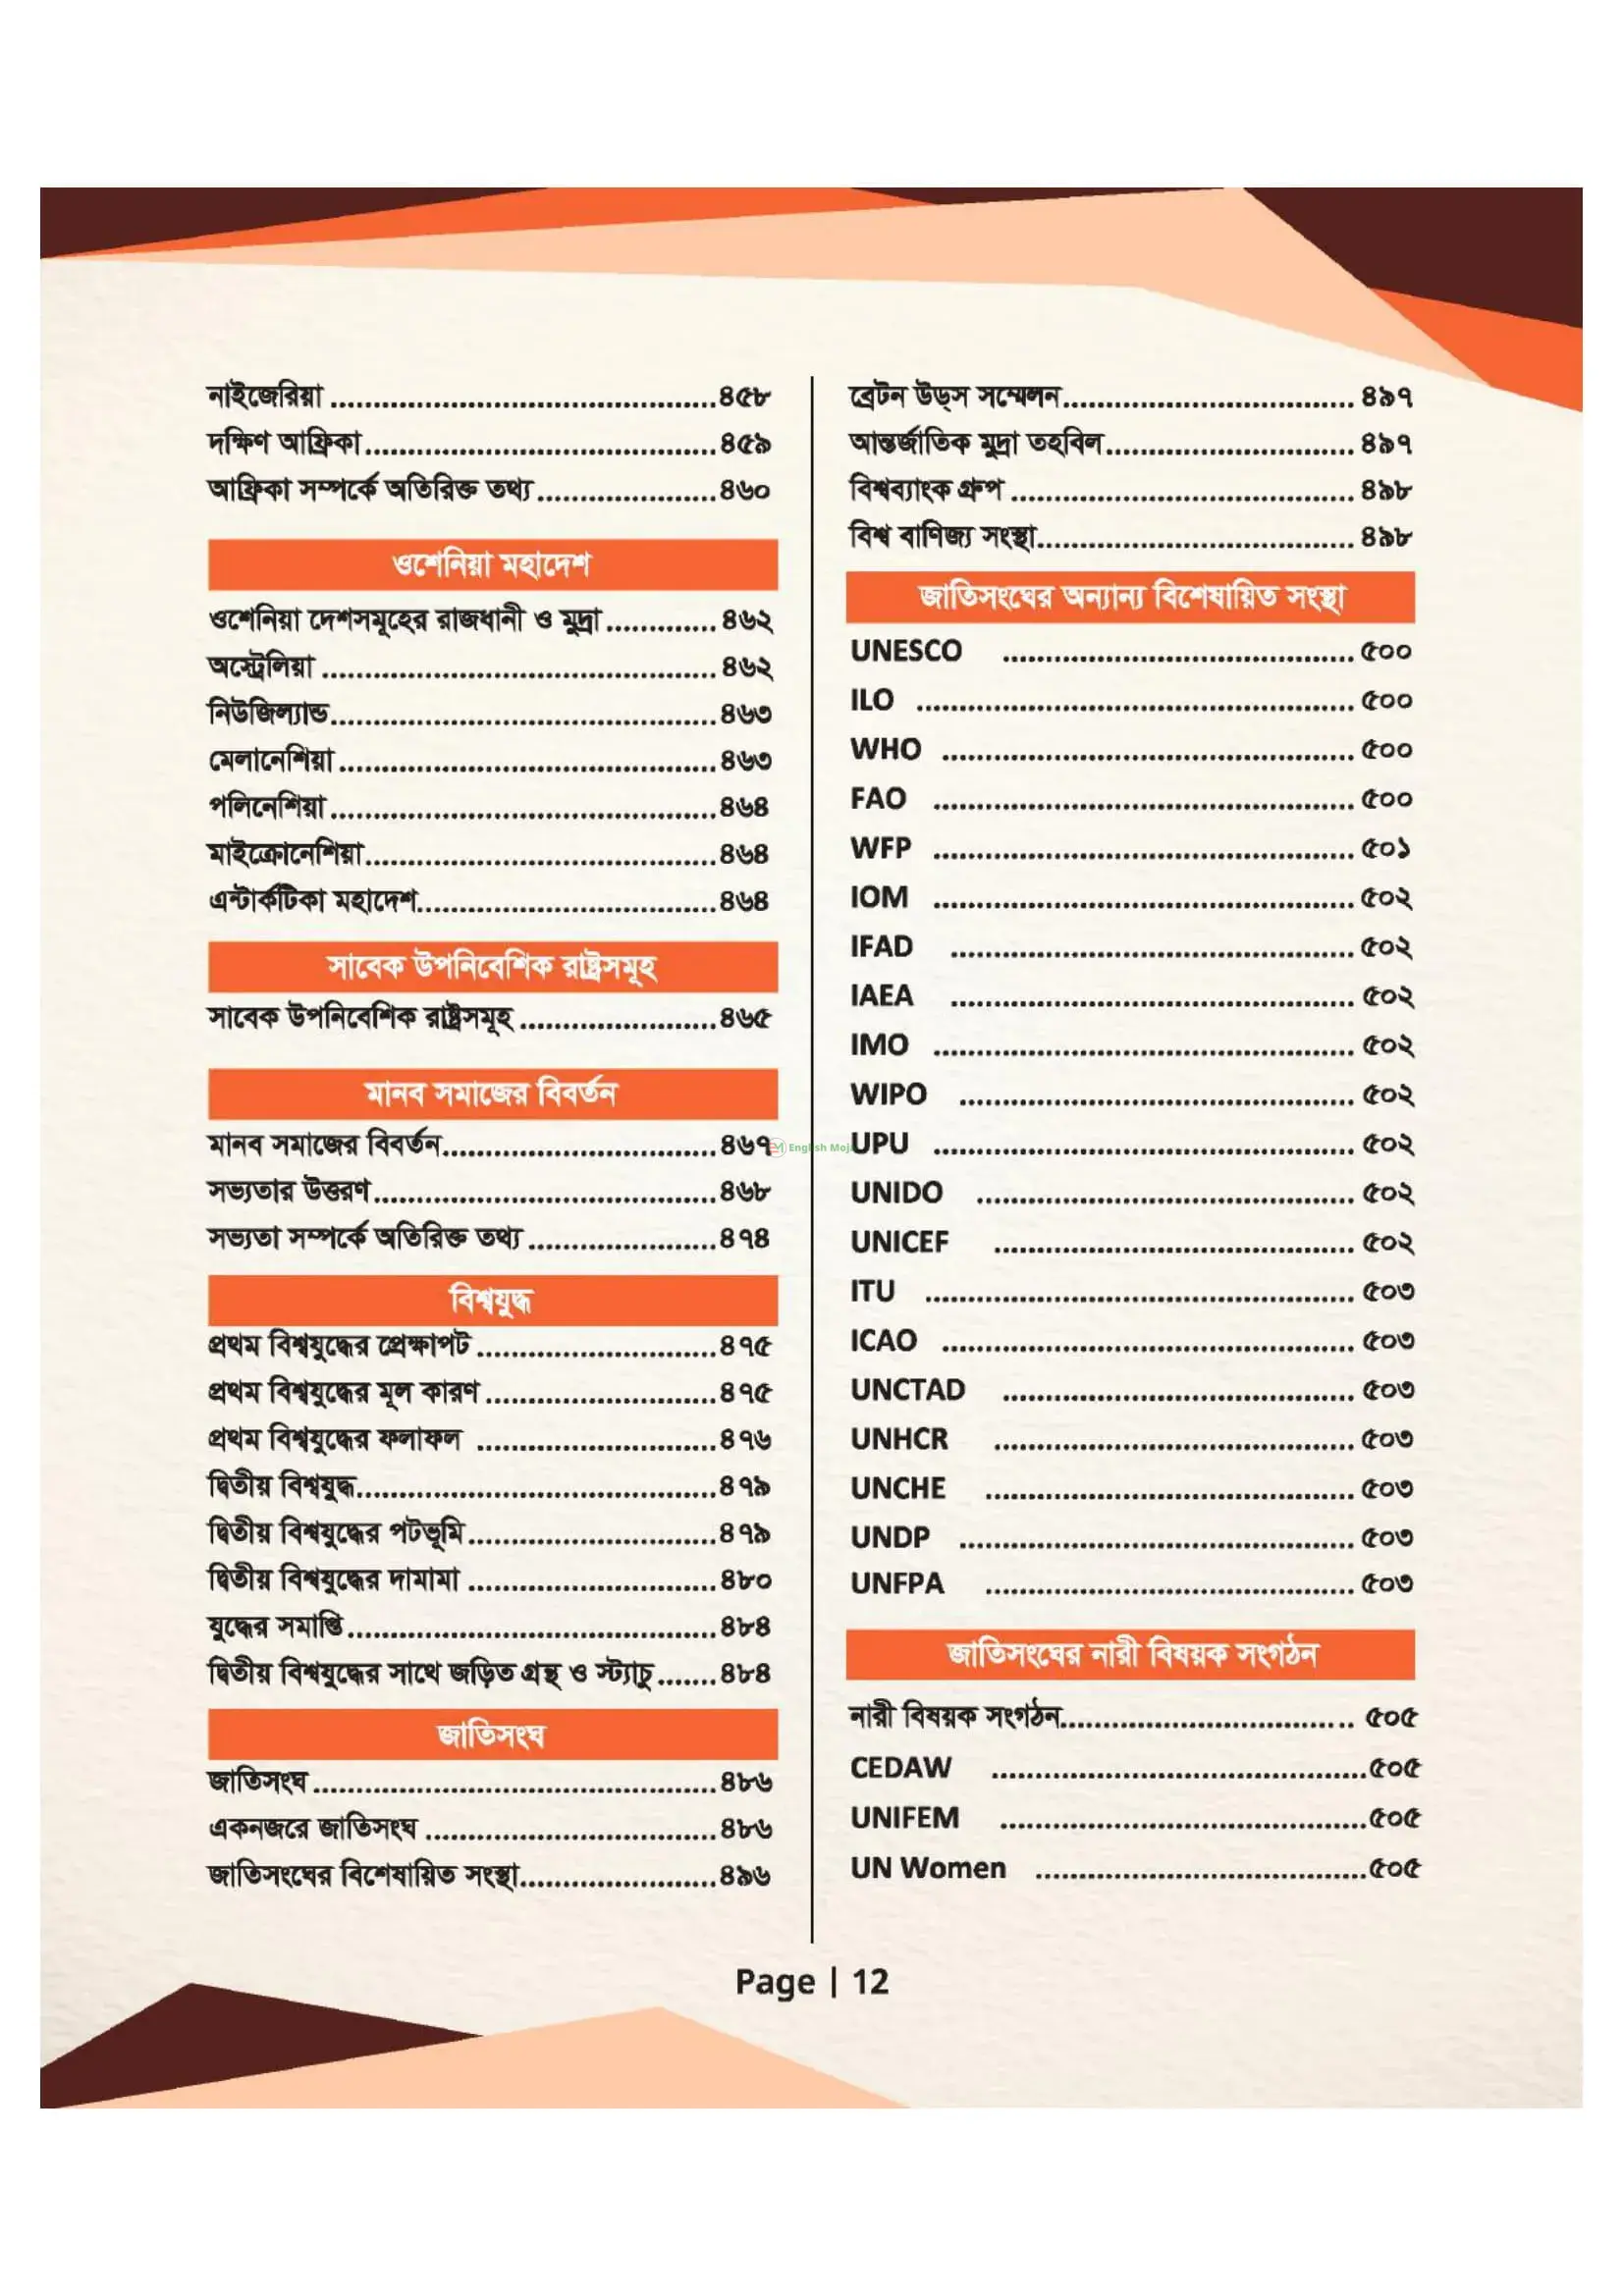 নাইজেরিয়া .............................................৪৫৮
দক্ষিণ আফ্রিকা.........................................৪৫৯
আফ্রিকা সম্পর্কে অতিরিক্ত তথ্য.....................৪৬০
ওশেনিয়া মহাদেশ
ওশেনিয়া দেশসমূহের রাজধানী ও মুদ্রা.............৪৬২
অস্ট্রেলিয়া ..............................................৪৬২
নিউজিল্যান্ড.............................................৪৬৩
মেলানেশিয়া............................................৪৬৩
পলিনেশিয়া.............................................৪৬৪
মাইক্রোনেশিয়া.........................................৪৬৪
এন্টার্কটিকা মহাদেশ...................................৪৬৪
সাবেক উপনিবেশিক রাষ্ট্রসমূহ
সাবেক উপনিবেশিক রাষ্ট্রসমূহ.......................৪৬৫
মানব সমাজের বিবর্তন
মানব সমাজের বিবর্তন................................৪৬৭
সভ্যতার উত্তরণ........................................৪৬৮
সভ্যতা সম্পর্কে অতিরিক্ত তথ্য......................৪৭৪
বিশ্বযুদ্ধ
প্রথম বিশ্বযুদ্ধের প্রেক্ষাপট............................৪৭৫
প্রথম বিশ্বযুদ্ধের মূল কারণ...........................৪৭৫
প্রথম বিশ্বযুদ্ধের ফলাফল ............................৪৭৬
দ্বিতীয় বিশ্বযুদ্ধ..........................................৪৭৯
দ্বিতীয় বিশ্বযুদ্ধের পটভূমি.............................৪৭৯
দ্বিতীয় বিশ্বযুদ্ধের দামামা.............................৪৮০
যুদ্ধের সমাপ্তি...........................................৪৮৪
দ্বিতীয় বিশ্বযুদ্ধের সাথে জড়িত গ্রন্থ ও স্ট্যাচু.......৪৮৪
জাতিসংঘ
জাতিসংঘ...............................................৪৮৬
একনজরে জাতিসংঘ..................................৪৮৬
জাতিসংঘের বিশেষায়িত সংস্থা.......................৪৯৬
ব্রেটন উড্স সম্মেলন.................................. ৪৯৭
আন্তর্জাতিক মুদ্রা তহবিল............................. ৪৯৭
বিশ্বব্যাংক গ্রুপ........................................ ৪৯৮
বিশ্ব বাণিজ্য সংস্থা..................................... ৪৯৮
জাতিসংঘের অন্যান্য বিশেষায়িত সংস্থা
UNESCO ......................................... ৫০০
ILO ................................................... ৫০০
WHO ................................................ ৫০০
FAO ................................................. ৫০০
WFP ................................................. ৫০১
IOM ................................................. ৫০২
IFAD ............................................... ৫০২
IAEA ............................................... ৫০২
IMO ................................................. ৫০২
WIPO .............................................. ৫০২
UPU ................................................. ৫০২
UNIDO ............................................ ৫০২
UNICEF .......................................... ৫০২
ITU .................................................. ৫০৩
ICAO ................................................ ৫০৩
UNCTAD ......................................... ৫০৩
UNHCR .......................................... ৫০৩
UNCHE ........................................... ৫০৩
UNDP .............................................. ৫০৩
UNFPA ........................................... ৫০৩
জাতিসংঘের নারী বিষয়ক সংগঠন
নারী বিষয়ক সংগঠন.................................. ৫০৫
CEDAW ............................................৫০৫
UNIFEM ...........................................৫০৫
UN Women .......................................৫০৫
Page | 12